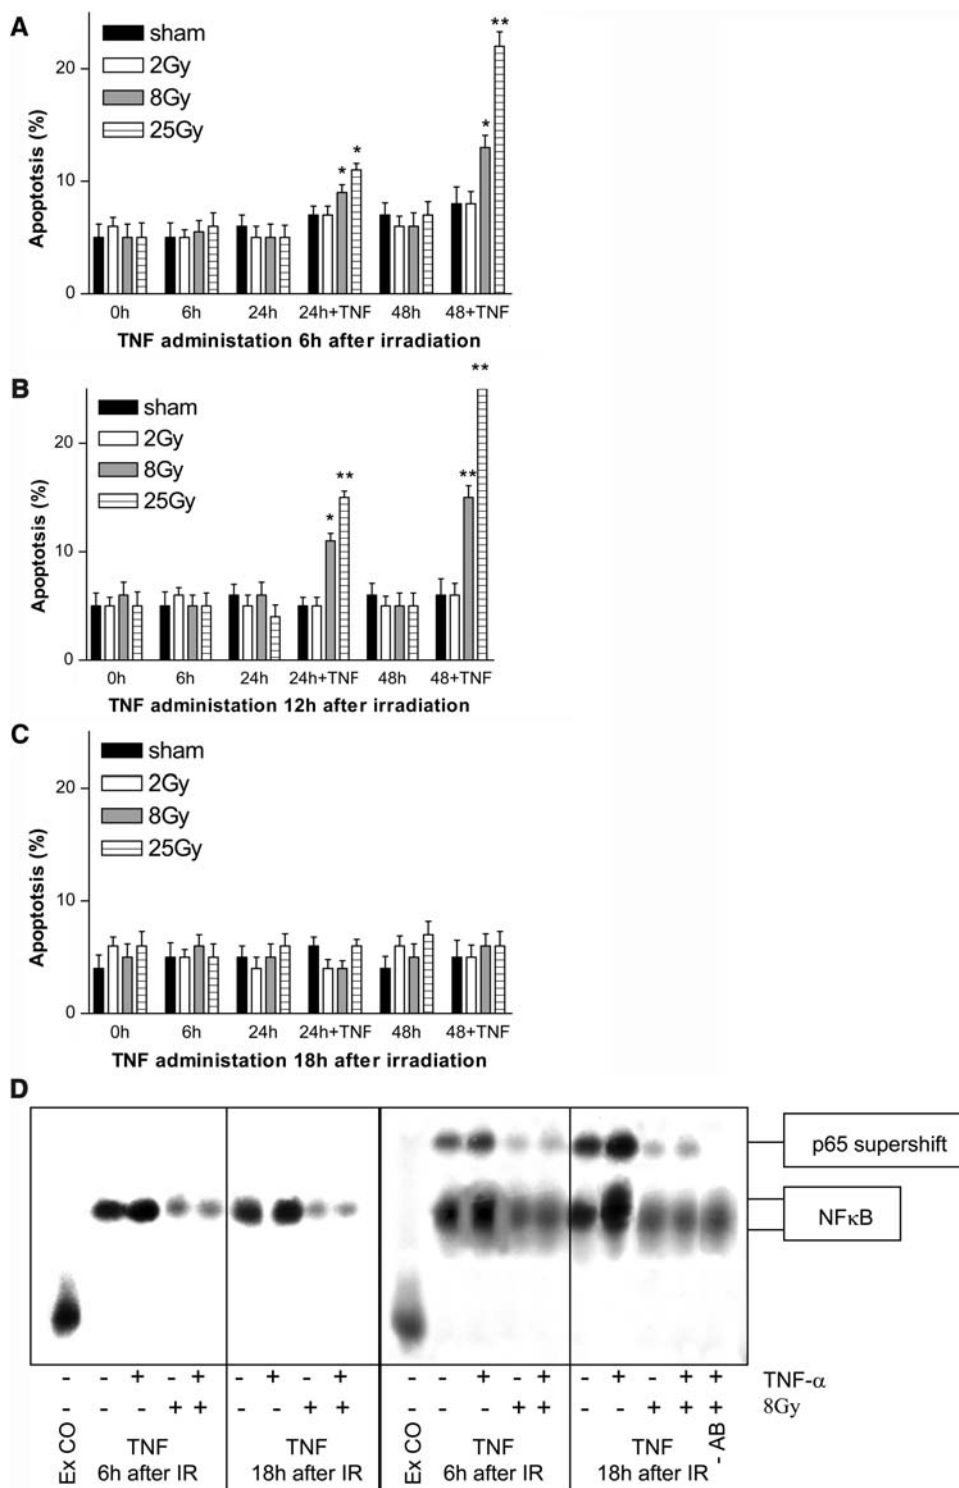 A
sham
2Gy
8Gy
25Gy
Apoptotsis (%)
20
10
0
* * * **
0h 6h 24h 24h+TNF 48h 48+TNF
TNF administation 6h after irradiation
B
sham
2Gy
8Gy
25Gy
Apoptotsis (%)
20
10
0
* ** ** **
0h 6h 24h 24h+TNF 48h 48+TNF
TNF administation 12h after irradiation
C
sham
2Gy
8Gy
25Gy
Apoptotsis (%)
20
10
0
0h 6h 24h 24h+TNF 48h 48+TNF
TNF administation 18h after irradiation
D
p65 supershift
NFκB
- - + - + - + - + - - + - + - + - + + TNF-α
- - - + + - - + + - - - + + - - + + + 8Gy
Ex CO
TNF
6h after IR
TNF
18h after IR
Ex CO
TNF
6h after IR
TNF
18h after IR
- AB